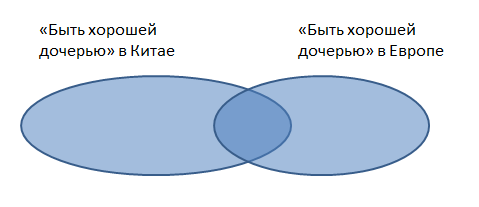 «Быть хорошей
дочерью» в Китае
«Быть хорошей
дочерью» в Европе